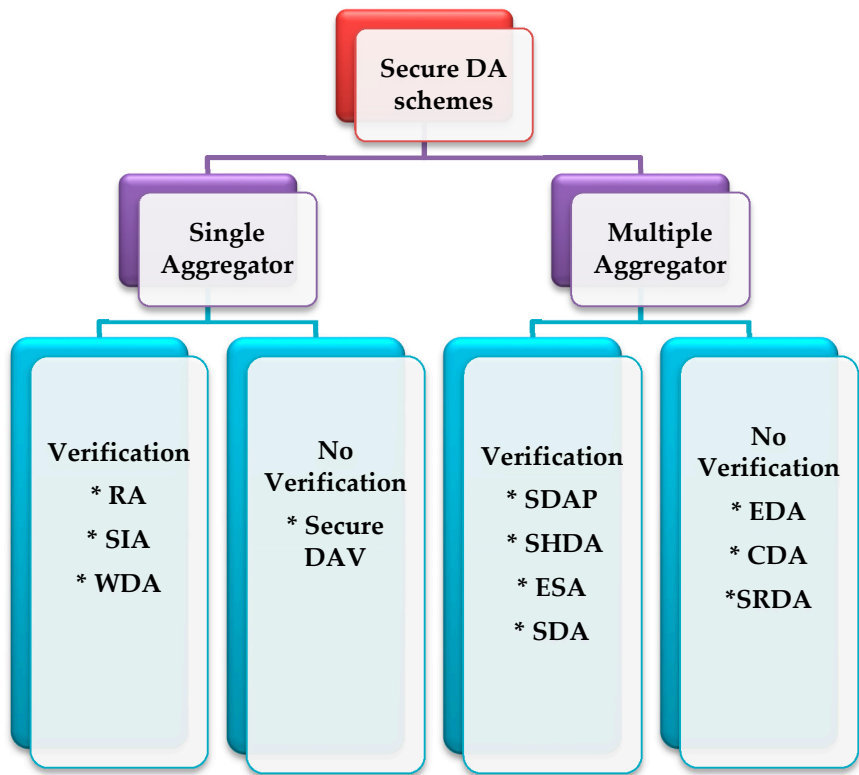 Secure DA
schemes
Single
Aggregator
Multiple
Aggregator
Verification
* RA
* SIA
* WDA
No
Verification
* Secure
DAV
Verification
* SDAP
* SHDA
* ESA
* SDA
No
Verification
* EDA
* CDA
*SRDA